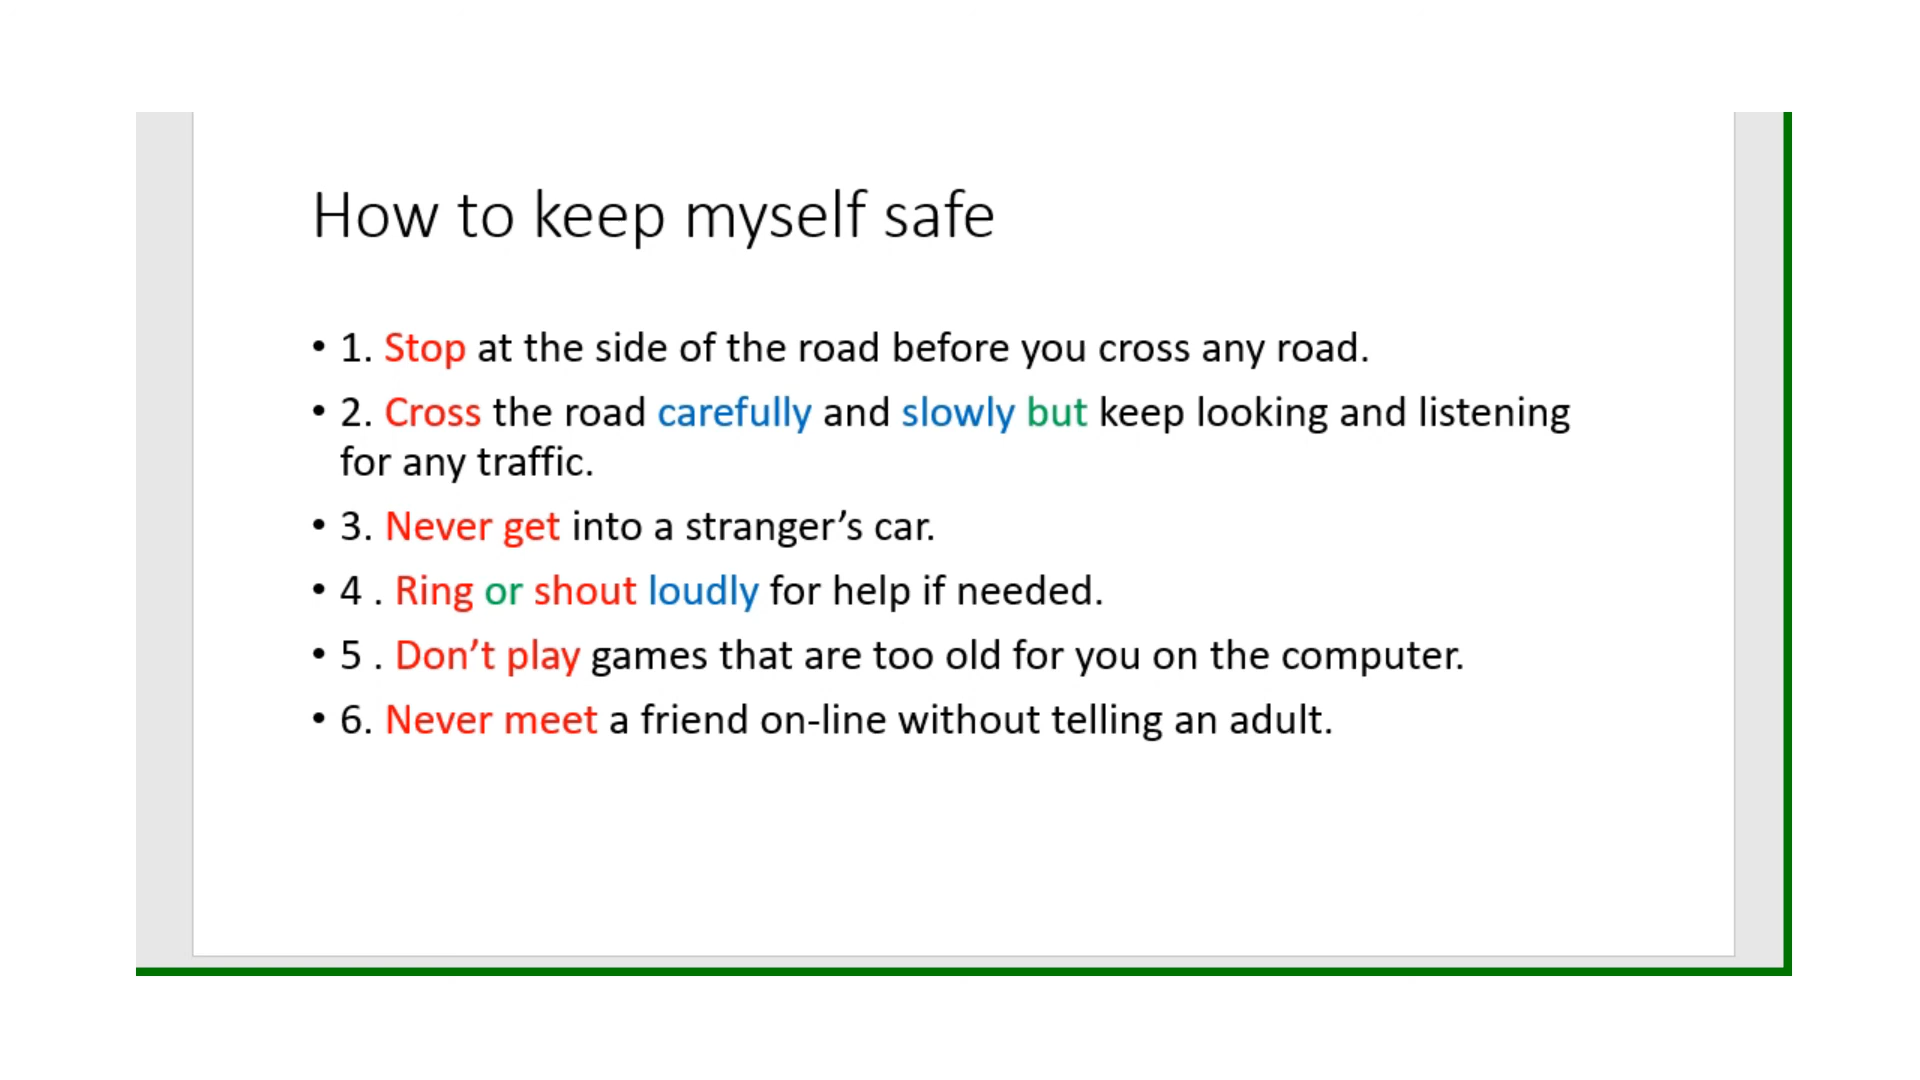 How to keep myself safe
• 1. Stop at the side of the road before you cross any road.
• 2. Cross the road carefully and slowly but keep looking and listening
for any traffic.
• 3. Never get into a stranger’s car.
• 4 . Ring or shout loudly for help if needed.
• 5 . Don’t play games that are too old for you on the computer.
• 6. Never meet a friend on-line without telling an adult.